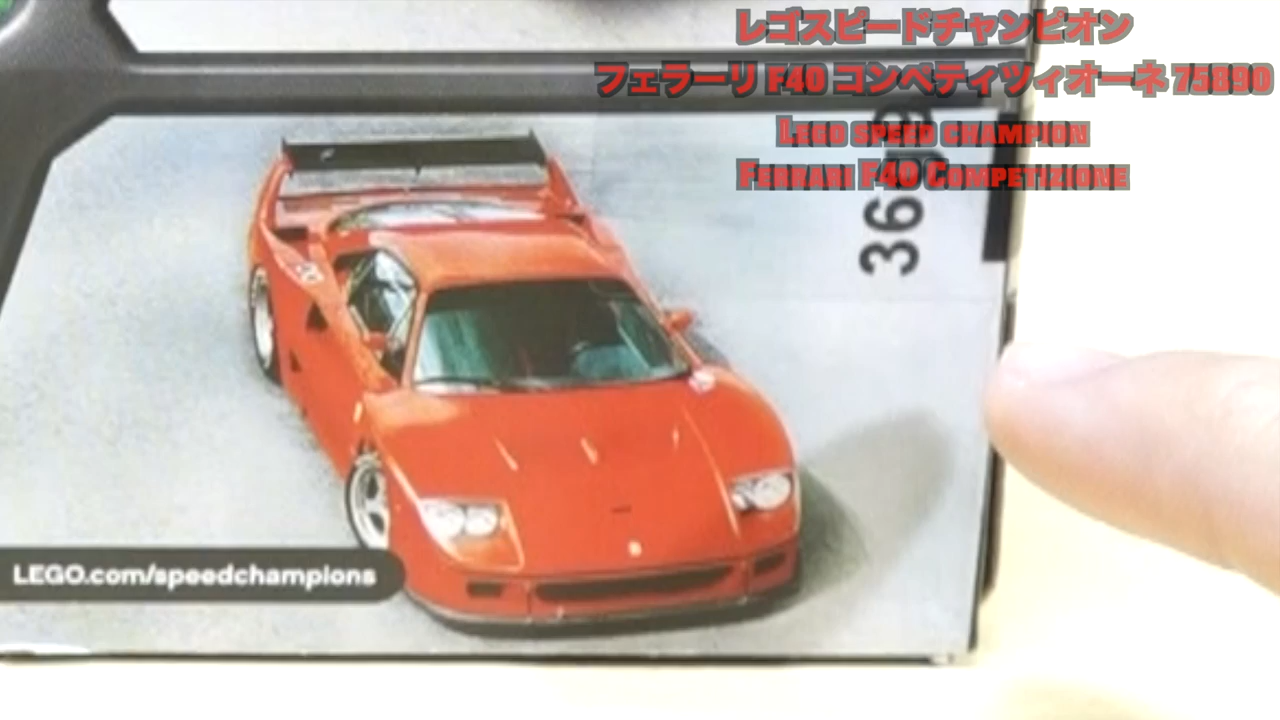 レゴスピードチャンピオン
フェラーリ F40 コンペティツィオーネ 75890
Lego speed champion
Ferrari F40 Competizione
LEGO.com/speedchampions